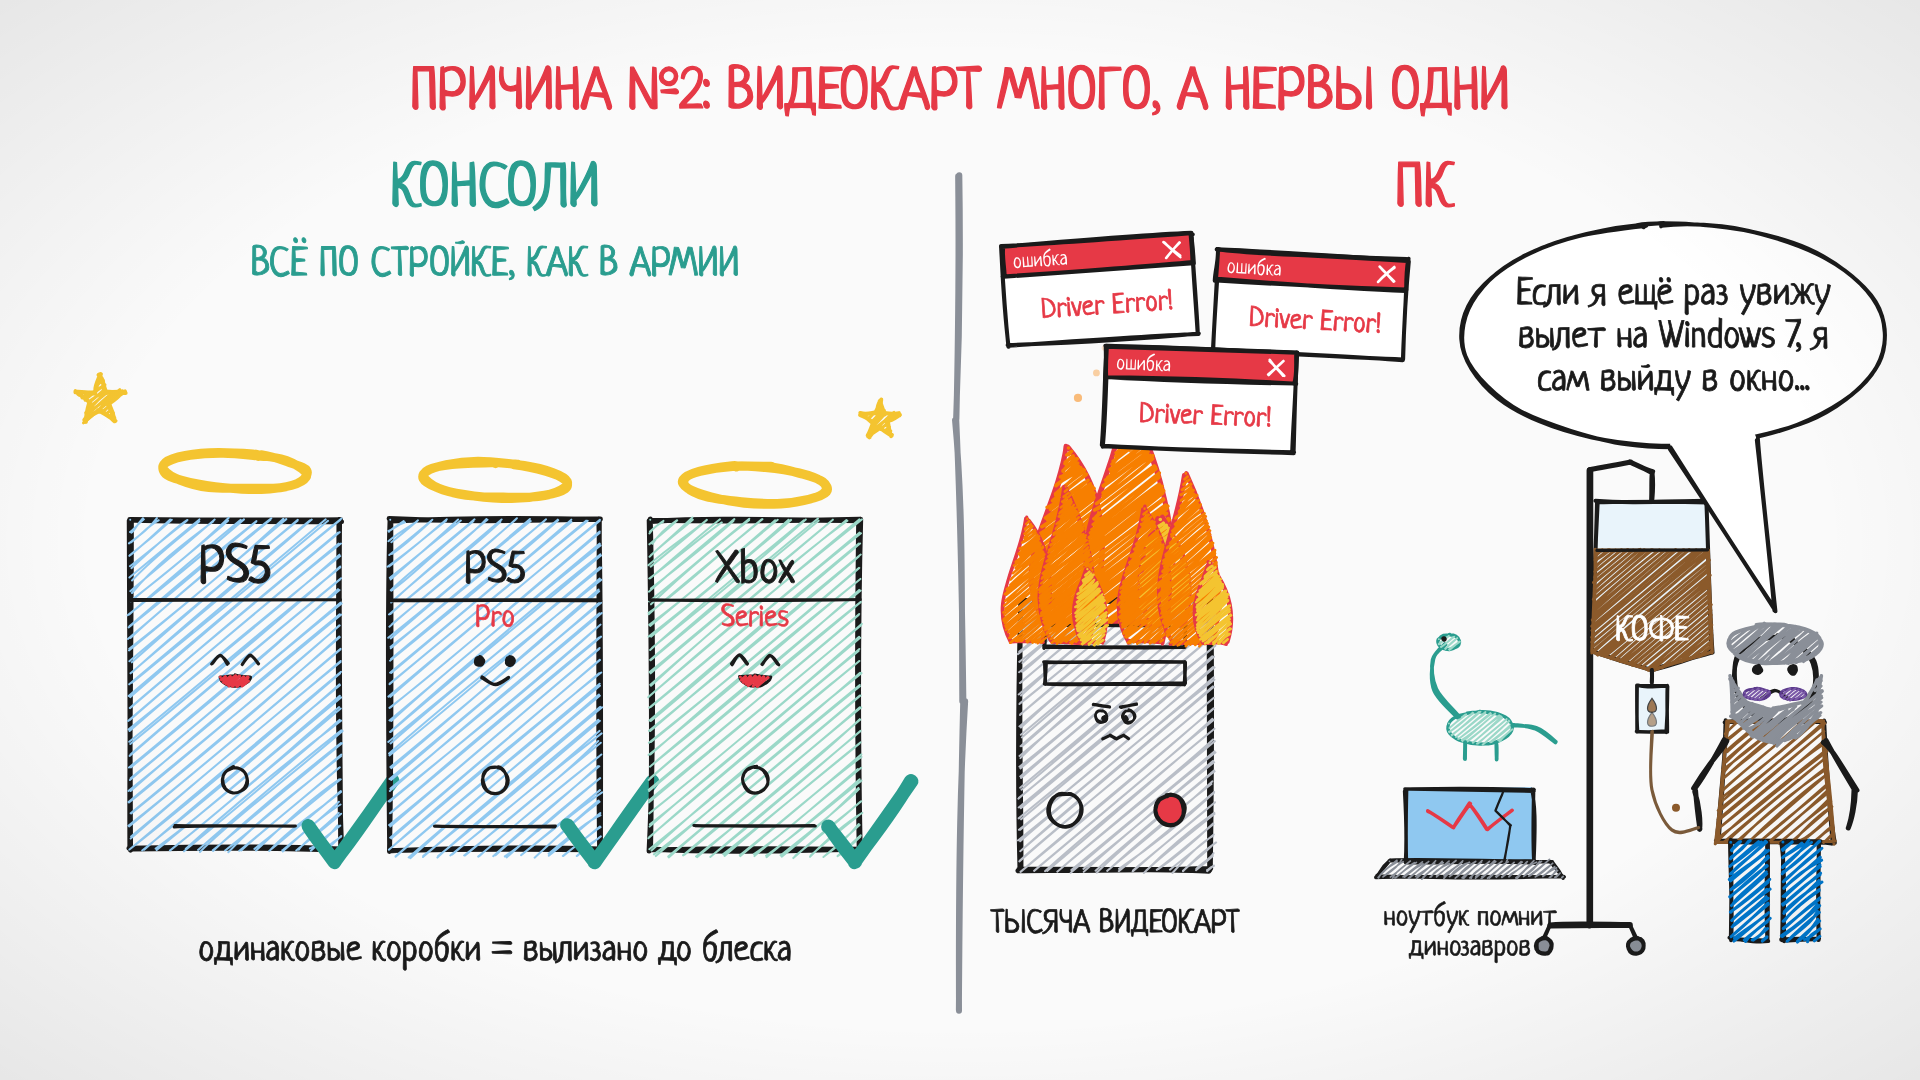 ПРИЧИНА №2: ВИДЕОКАРТ МНОГО, А НЕРВЫ ОДНИ
КОНСОЛИ
ВСЁ ПО СТРОЙКЕ, КАК В АРМИИ
PS5
PS5
Pro
Xbox
Series
одинаковые коробки = вылизано до блеска
ПК
ошибка
Driver Error!
ошибка
Driver Error!
ошибка
Driver Error!
Если я ещё раз увижу
вылет на Windows 7, я
сам выйду в окно...
КОФЕ
ТЫСЯЧА ВИДЕОКАРТ
ноутбук помнит
динозавров